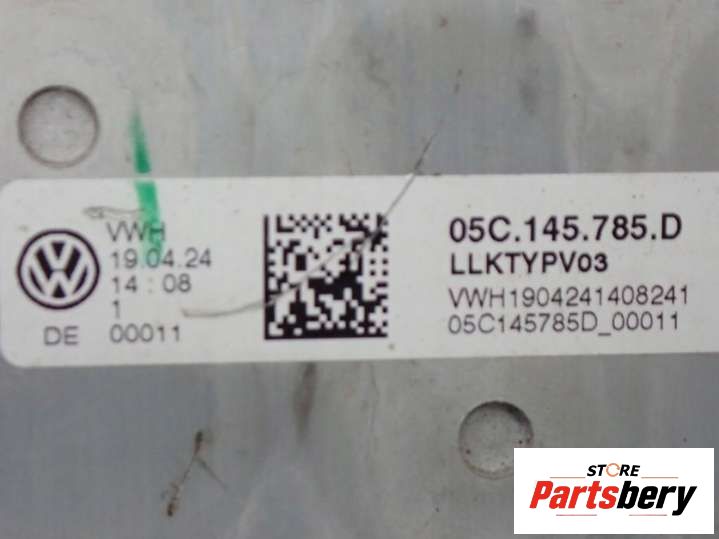 VWH
19.04.24
14:08
1
DE 00011
05C.145.785.D
LLKTYPV03
VWH1904241408241
05C145785D_00011
STORE
Partsbery